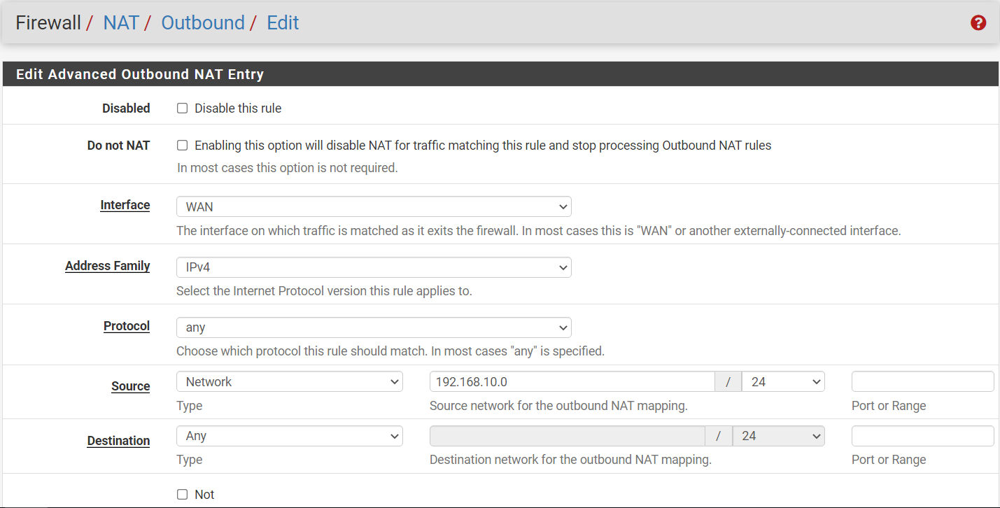 Firewall / NAT / Outbound / Edit
?
Edit Advanced Outbound NAT Entry
Disabled Disable this rule
Do not NAT Enabling this option will disable NAT for traffic matching this rule and stop processing Outbound NAT rules
In most cases this option is not required.
Interface WAN
The interface on which traffic is matched as it exits the firewall. In most cases this is "WAN" or another externally-connected interface.
Address Family IPv4
Select the Internet Protocol version this rule applies to.
Protocol any
Choose which protocol this rule should match. In most cases "any" is specified.
Source Network 192.168.10.0 / 24
Type Source network for the outbound NAT mapping. Port or Range
Destination Any / 24
Type Destination network for the outbound NAT mapping. Port or Range
Not